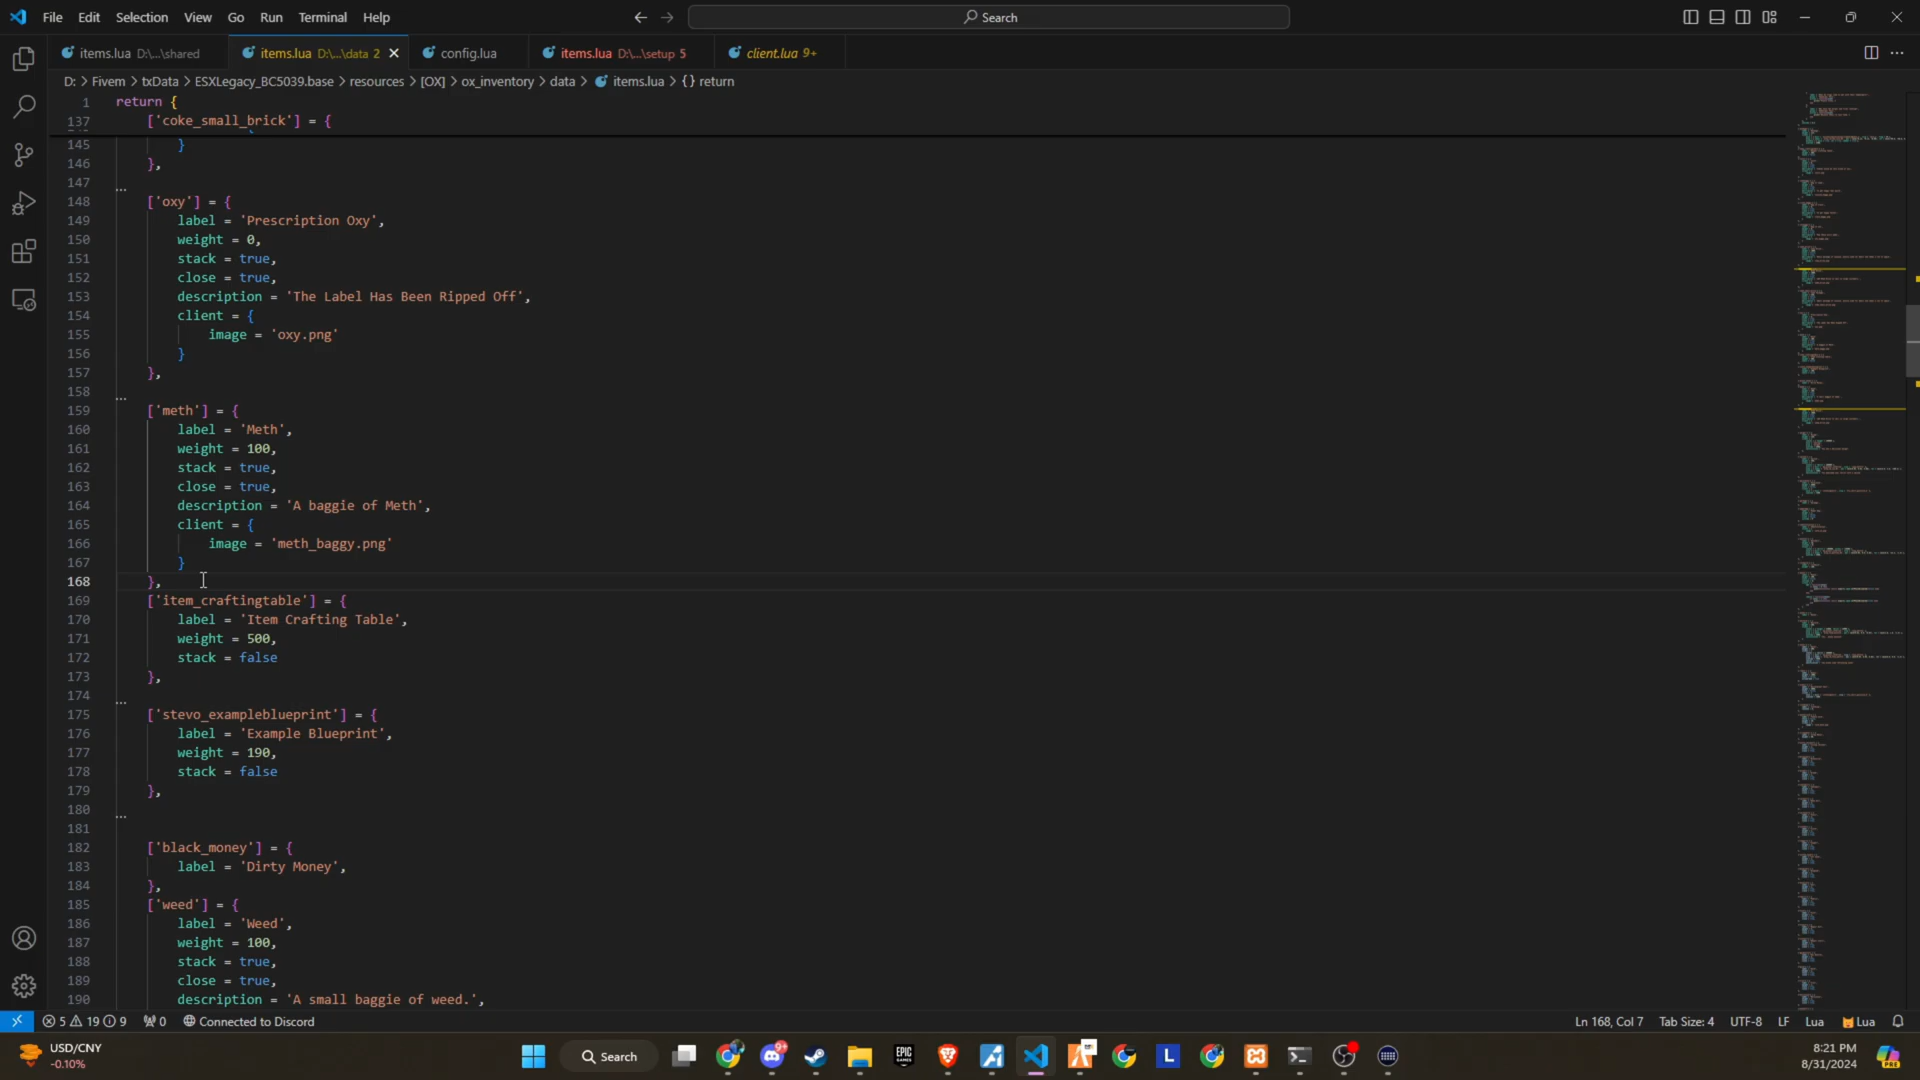 File Edit Selection View Go Run Terminal Help
Search
items.lua D:\...\shared
items.lua D:\...\data 2
config.lua
items.lua D:\...\setup 5
client.lua 9+
D: > Fivem > txData > ESXLegacy_BC5039.base > resources > [OX] > ox_inventory > data > items.lua > {} return
1 return {
137 ['coke_small_brick'] = {
145 }
146 },
147
148 ['oxy'] = {
149 label = 'Prescription Oxy',
150 weight = 0,
151 stack = true,
152 close = true,
153 description = 'The Label Has Been Ripped Off',
154 client = {
155 image = 'oxy.png'
156 }
157 },
158
159 ['meth'] = {
160 label = 'Meth',
161 weight = 100,
162 stack = true,
163 close = true,
164 description = 'A baggie of Meth',
165 client = {
166 image = 'meth_baggy.png'
167 }
168 },
169 ['item_craftingtable'] = {
170 label = 'Item Crafting Table',
171 weight = 500,
172 stack = false
173 },
174
175 ['stevo_exampleblueprint'] = {
176 label = 'Example Blueprint',
177 weight = 190,
178 stack = false
179 },
180
181
182 ['black_money'] = {
183 label = 'Dirty Money',
184 },
185 ['weed'] = {
186 label = 'Weed',
187 weight = 100,
188 stack = true,
189 close = true,
190 description = 'A small baggie of weed.',
5 19 9 0 Connected to Discord
Ln 168, Col 7 Tab Size: 4 UTF-8 LF Lua Lua
USD/CNY
-0.10%
Search
EPIC GAMES
L
PRE
8:21 PM
8/31/2024